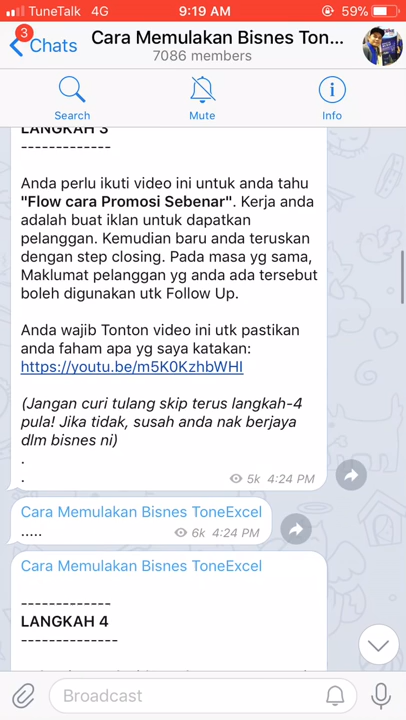 TuneTalk 4G 9:19 AM 59%
3
Chats
Cara Memulakan Bisnes Ton...
7086 members
Search
Mute
Info
LANGKAH 3
-------------
Anda perlu ikuti video ini untuk anda tahu
"Flow cara Promosi Sebenar". Kerja anda
adalah buat iklan untuk dapatkan
pelanggan. Kemudian baru anda teruskan
dengan step closing. Pada masa yg sama,
Maklumat pelanggan yg anda ada tersebut
boleh digunakan utk Follow Up.
Anda wajib Tonton video ini utk pastikan
anda faham apa yg saya katakan:
https://youtu.be/m5K0KzhbWHI
(Jangan curi tulang skip terus langkah-4
pula! Jika tidak, susah anda nak berjaya
dlm bisnes ni)
.
.
5k 4:24 PM
Cara Memulakan Bisnes ToneExcel
.....
6k 4:24 PM
Cara Memulakan Bisnes ToneExcel
-------------
LANGKAH 4
--------------
Broadcast